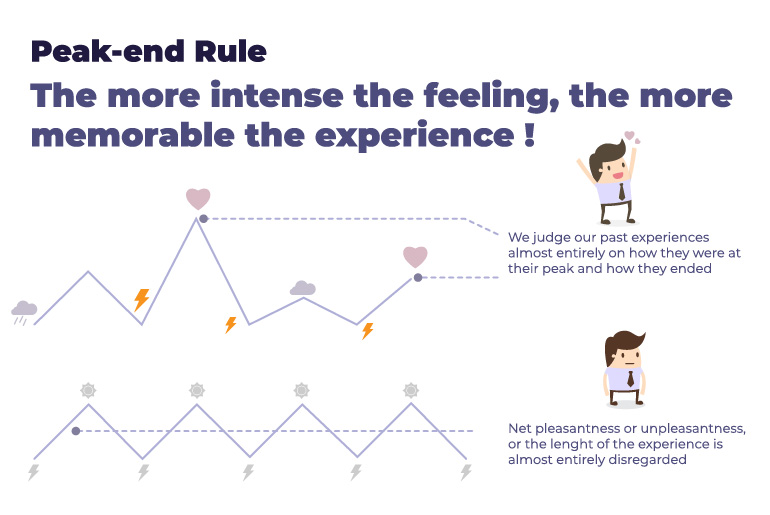 Peak-end Rule
The more intense the feeling, the more
memorable the experience !
We judge our past experiences
almost entirely on how they were at
their peak and how they ended
Net pleasantness or unpleasantness,
or the lenght of the experience is
almost entirely disregarded